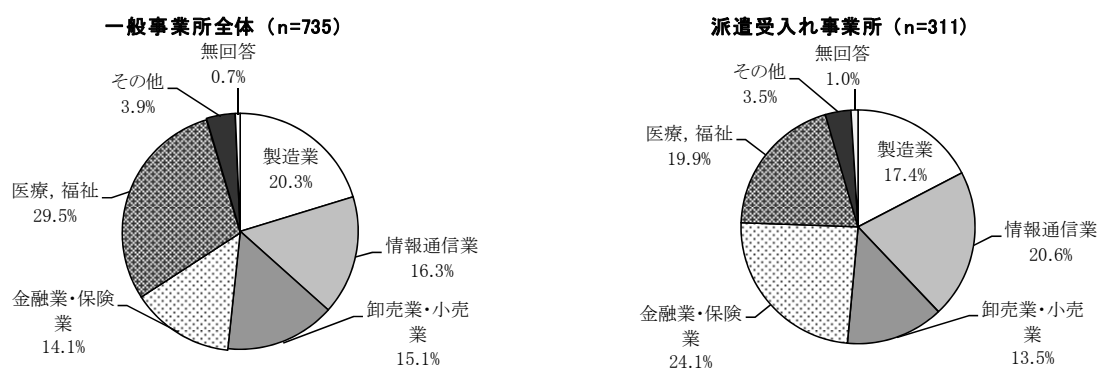 一般事業所全体（n=735）
無回答
0.7%
その他
3.9%
製造業
20.3%
医療，福祉
29.5%
情報通信業
16.3%
金融業・保険
業
14.1%
卸売業・小売
業
15.1%
派遣受入れ事業所（n=311）
無回答
1.0%
その他
3.5%
医療，福祉
19.9%
製造業
17.4%
情報通信業
20.6%
金融業・保険
業
24.1%
卸売業・小売
業
13.5%